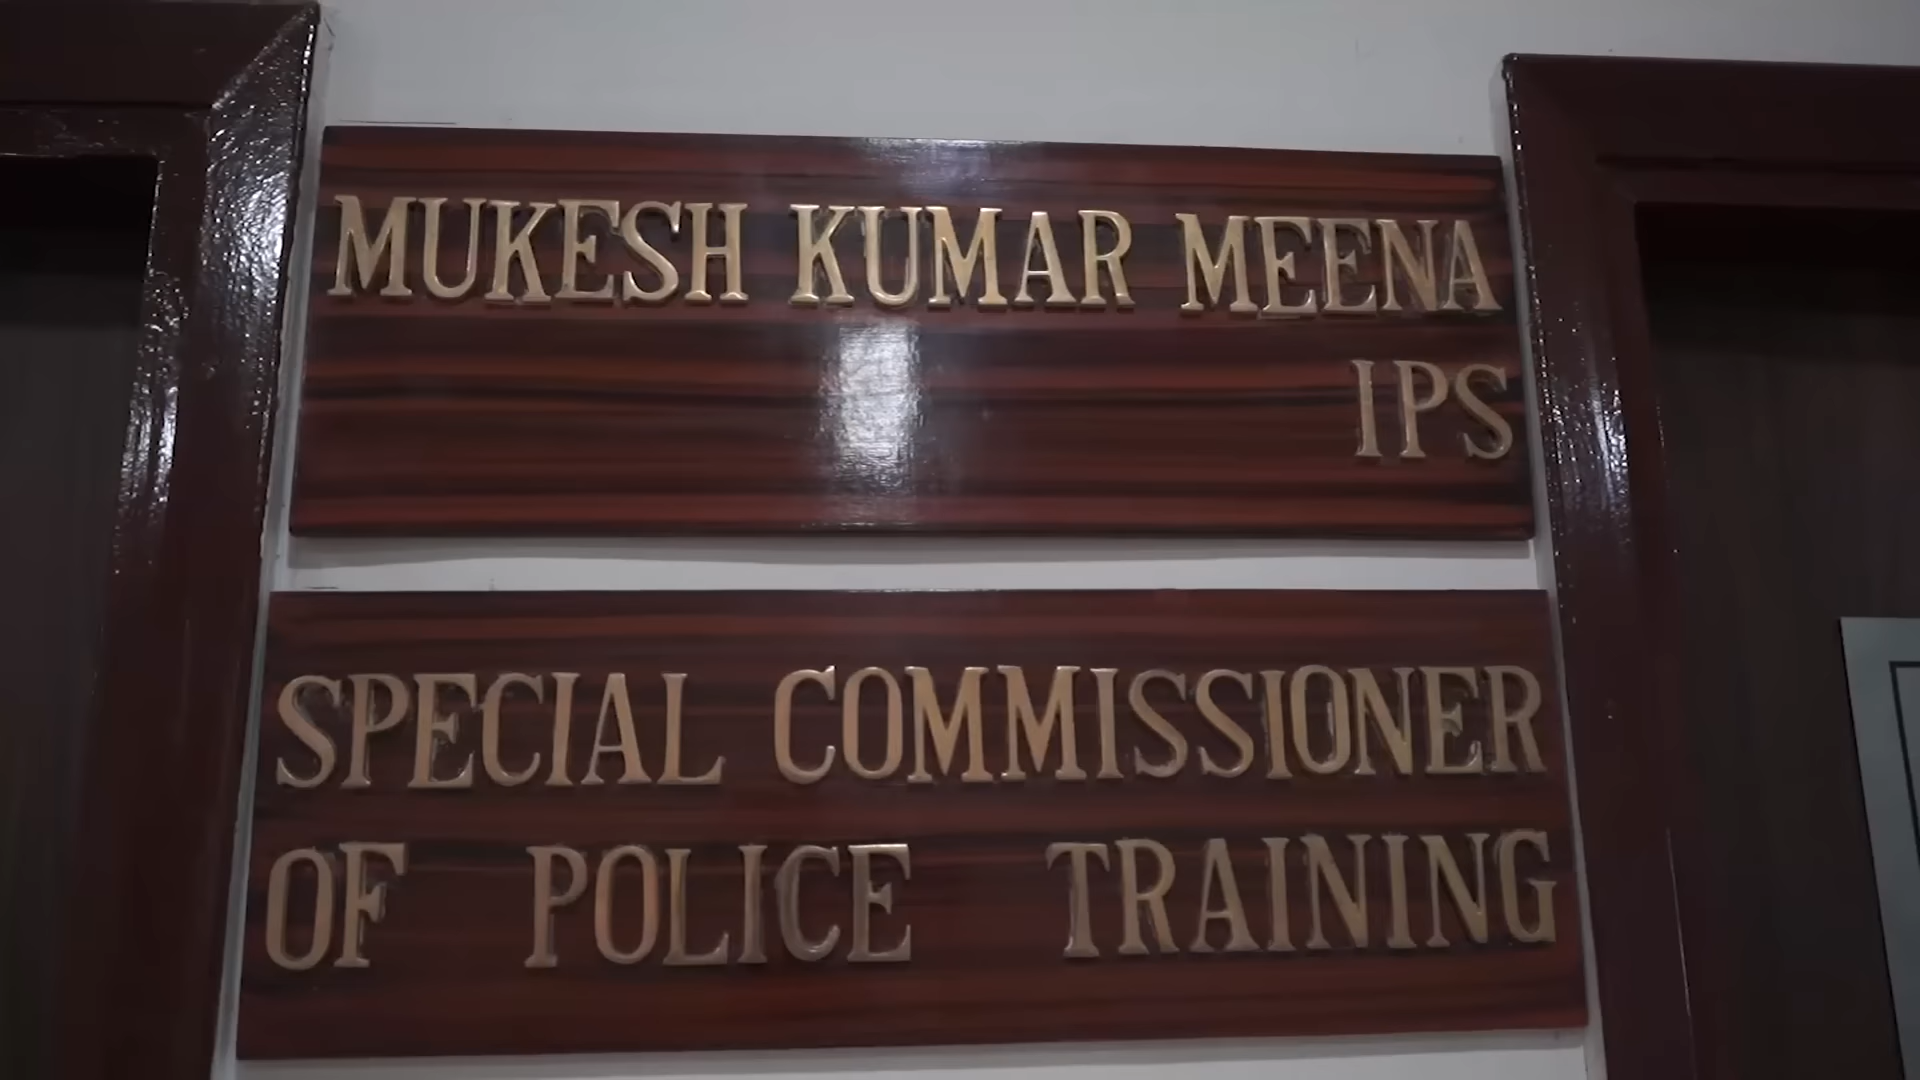 MUKESH KUMAR MEENA
IPS
SPECIAL COMMISSIONER
OF POLICE TRAINING